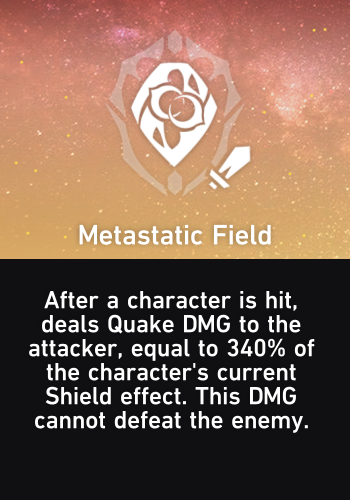 Metastatic Field
After a character is hit,
deals Quake DMG to the
attacker, equal to 340% of
the character's current
Shield effect. This DMG
cannot defeat the enemy.